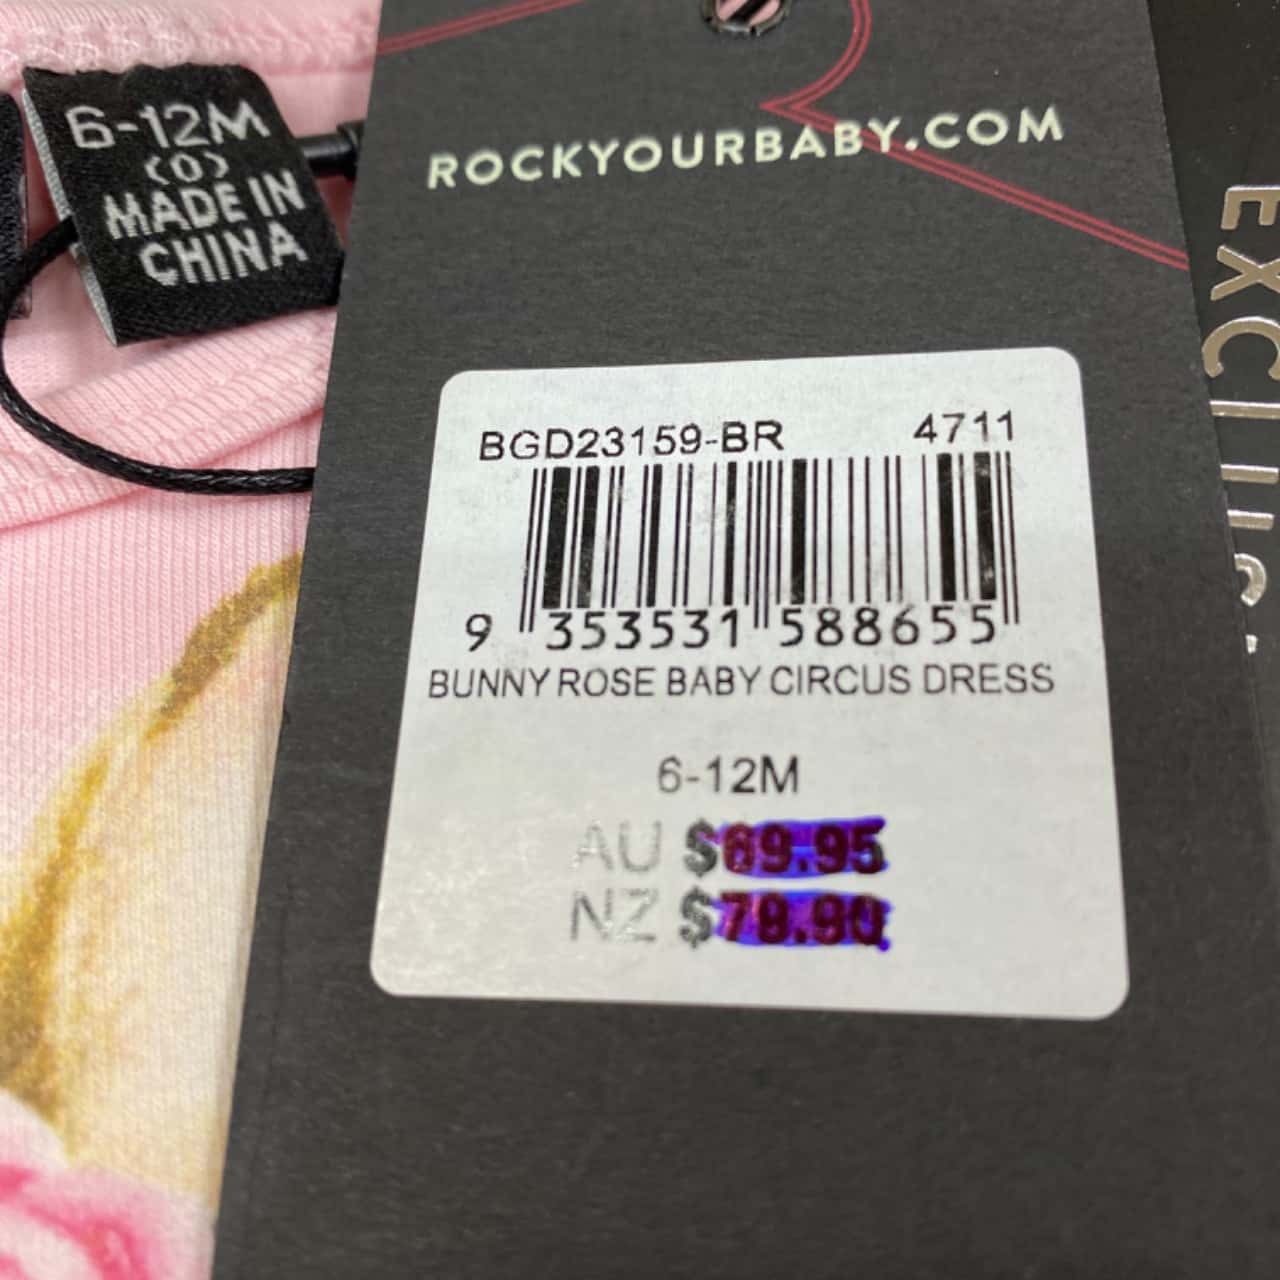 6-12M
(0)
MADE IN
CHINA
ROCKYOURBABY.COM
BGD23159-BR 4711
9 353531 588655
BUNNY ROSE BABY CIRCUS DRESS
6-12M
AU $69.95
NZ $79.90